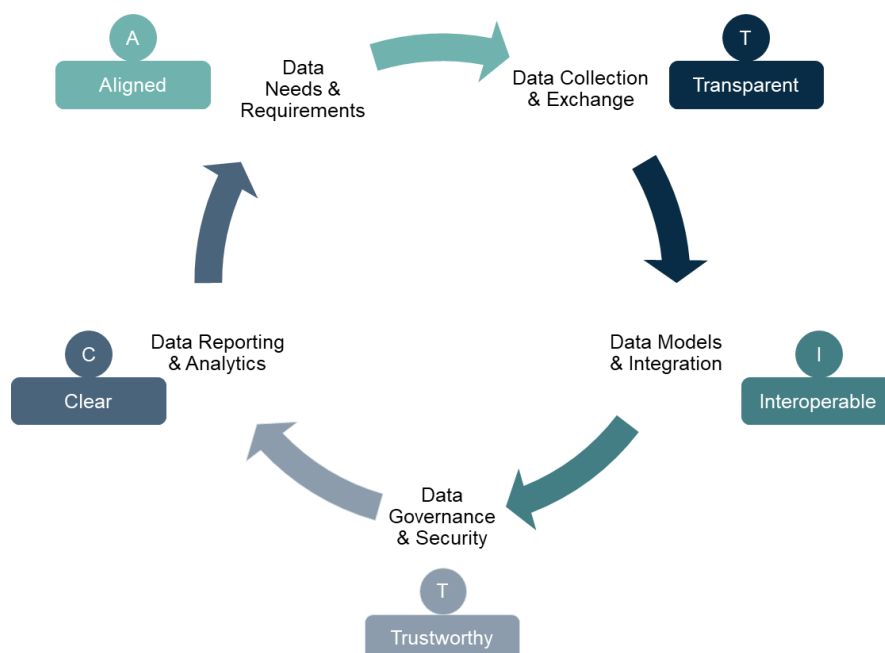 A
Aligned
Data
Needs &
Requirements
Data Collection
& Exchange
T
Transparent
Data Models
& Integration
I
Interoperable
Data
Governance
& Security
T
Trustworthy
Data Reporting
& Analytics
C
Clear